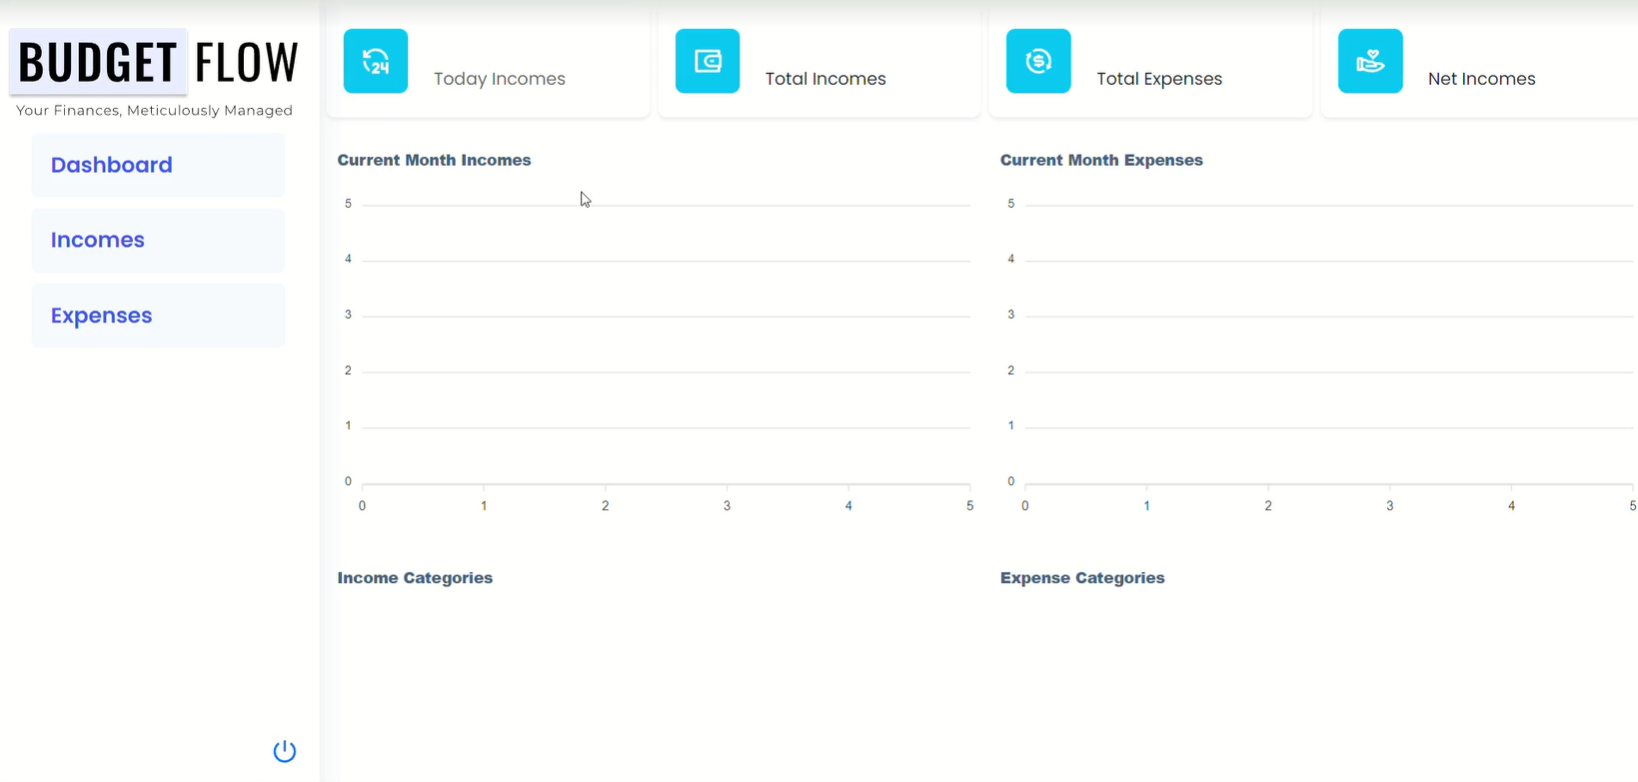 BUDGET FLOW
Your Finances, Meticulously Managed
Dashboard
Incomes
Expenses
24
Today Incomes
Total Incomes
$
Total Expenses
Net Incomes
Current Month Incomes
5
4
3
2
1
0
0 1 2 3 4 5
Current Month Expenses
5
4
3
2
1
0
0 1 2 3 4 5
Income Categories
Expense Categories